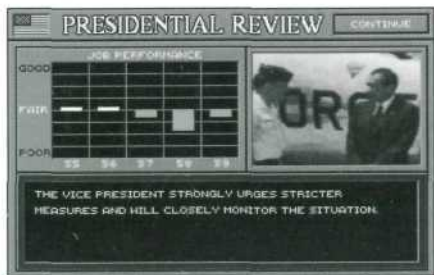 PRESIDENTIAL REVIEW
CONTINUE
JOB PERFORMANCE
GOOD
FAIR
POOR
55 56 57 58 59
ORCE
THE VICE PRESIDENT STRONGLY URGES STRICTER
MEASURES AND WILL CLOSELY MONITOR THE SITUATION.